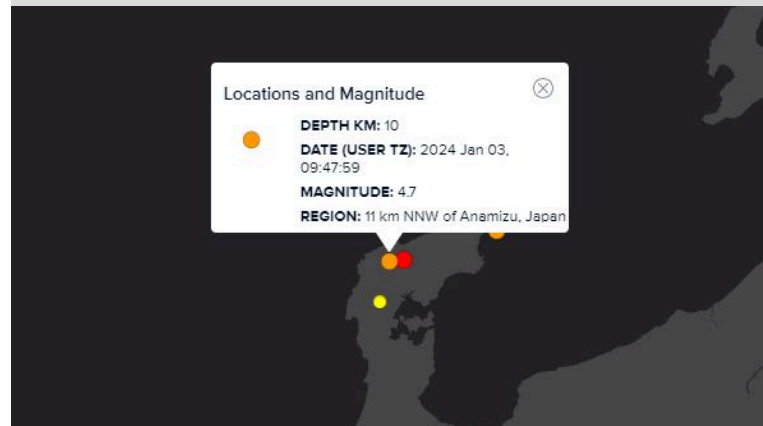 Locations and Magnitude
DEPTH KM: 10
DATE (USER TZ): 2024 Jan 03,
09:47:59
MAGNITUDE: 4.7
REGION: 11 km NNW of Anamizu, Japan